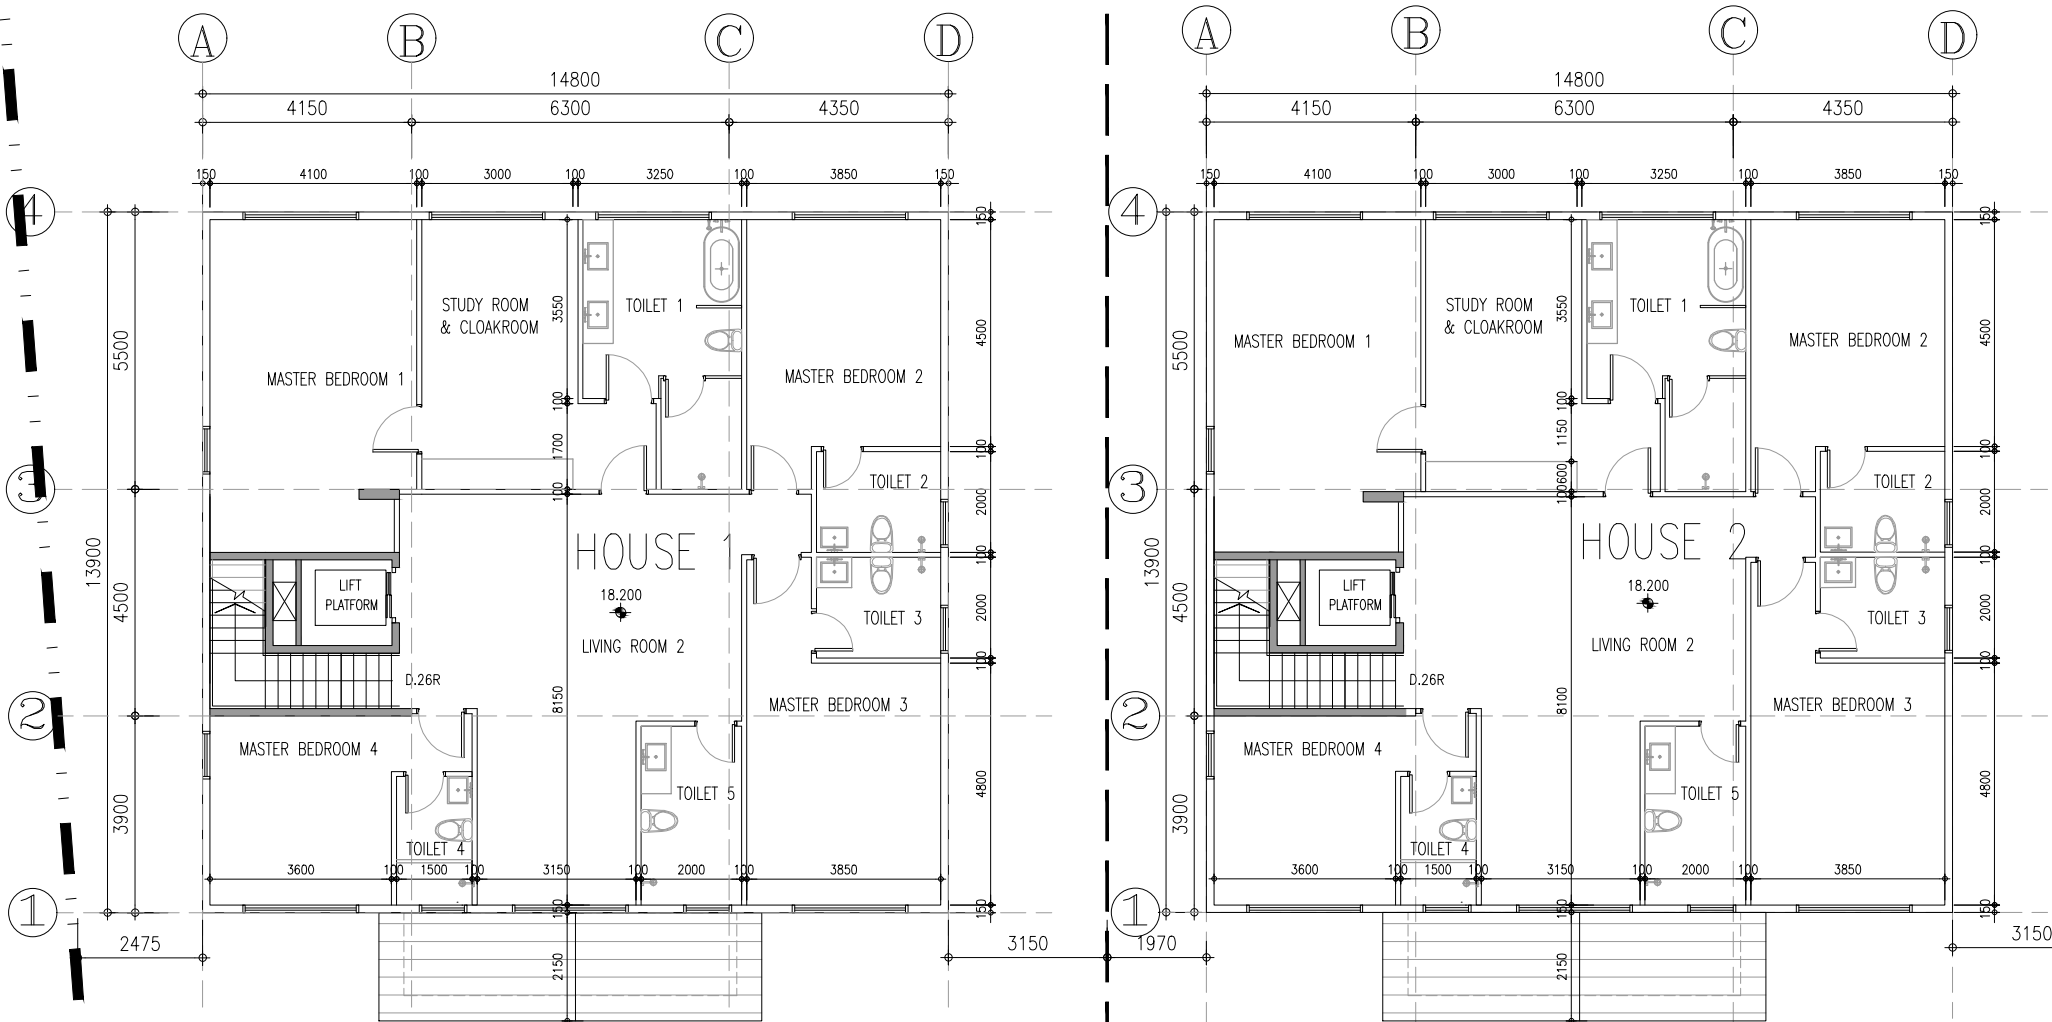 A B C D A B C D
14800 14800
4150 6300 4350 4150 6300 4350
150 4100 100 3000 100 3250 100 3850 150 150 4100 100 3000 100 3250 100 3850 150
4 150 4 150
STUDY ROOM
& CLOAKROOM
3550
TOILET 1
STUDY ROOM
& CLOAKROOM
3550
TOILET 1
5500
MASTER BEDROOM 1
MASTER BEDROOM 2
4500
5500
MASTER BEDROOM 1
MASTER BEDROOM 2
4500
100
1700
100
100
TOILET 2
2000
100
1150
600
100
100
TOILET 2
2000
3
3
HOUSE 1
HOUSE 2
13900
4500
LIFT
PLATFORM
18.200
100
TOILET 3
2000
100
13900
4500
LIFT
PLATFORM
18.200
100
TOILET 3
2000
100
LIVING ROOM 2
LIVING ROOM 2
D.26R
8150
MASTER BEDROOM 3
D.26R
8100
MASTER BEDROOM 3
2
2
MASTER BEDROOM 4
MASTER BEDROOM 4
3900
TOILET 5
4800
3900
TOILET 5
4800
TOILET 4
TOILET 4
3600 100 1500 100 3150 100 2000 100 3850 3600 100 1500 100 3150 100 2000 100 3850
1 150 150 1 150 150
2475 3150 1970 3150
2150 2150